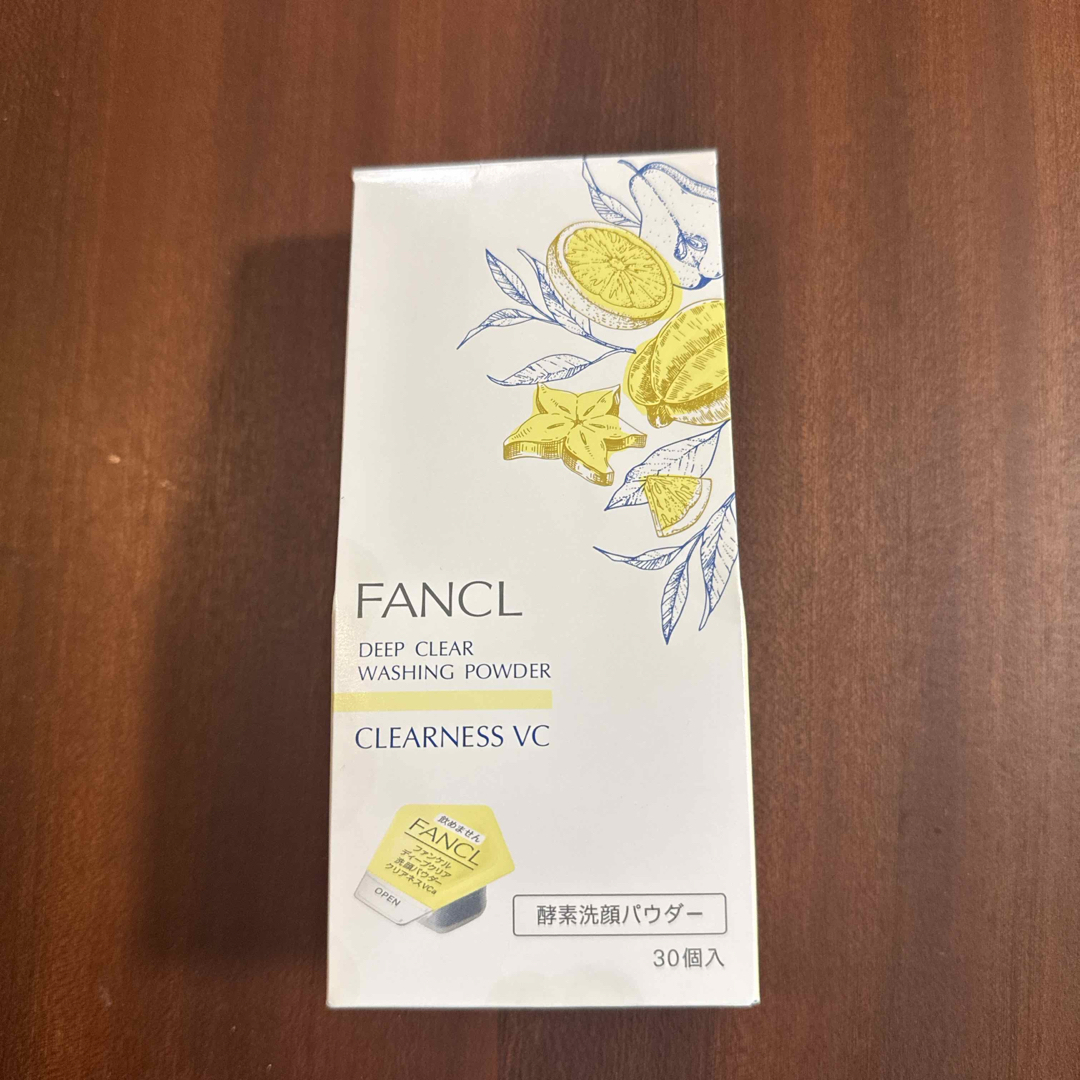 FANCL
DEEP CLEAR
WASHING POWDER
CLEARNESS VC
飲めません
FANCL
ファンケル
ディープクリア
洗顔パウダー
クリアネスVCa
OPEN
酵素洗顔パウダー
30個入